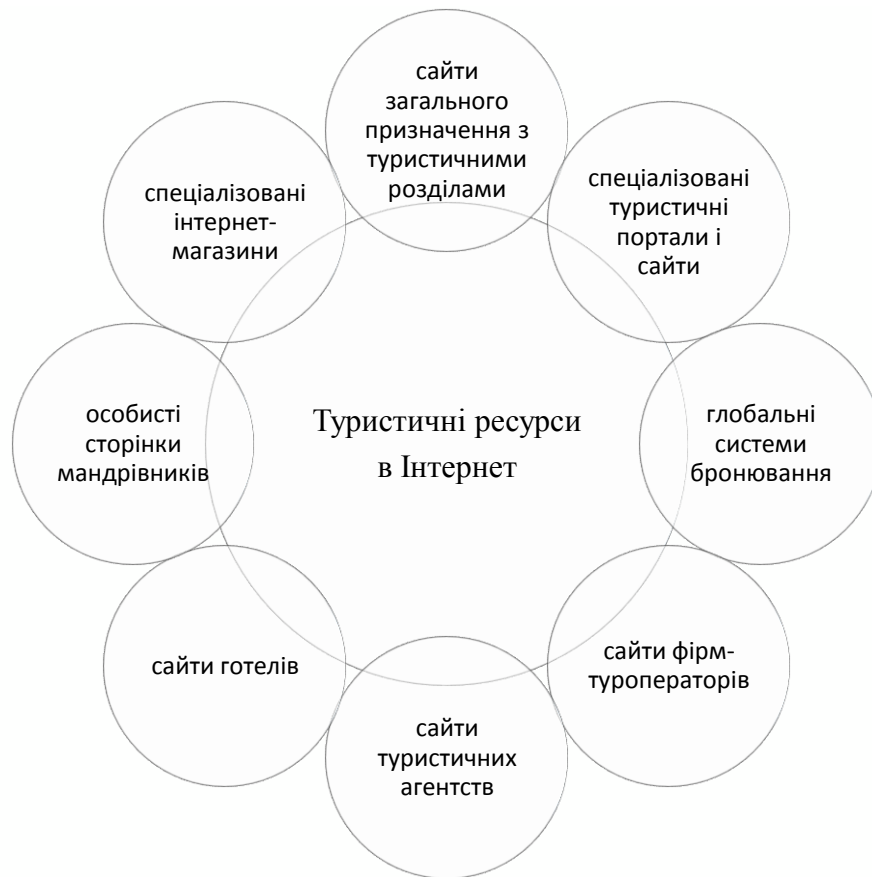 сайти
загального
призначення з
туристичними
розділами
спеціалізовані
туристичні
портали і
сайти
глобальні
системи
бронювання
сайти фірм-
туроператорів
сайти
туристичних
агентств
сайти готелів
особисті
сторінки
мандрівників
спеціалізовані
інтернет-
магазини
Туристичні ресурси
в Інтернет